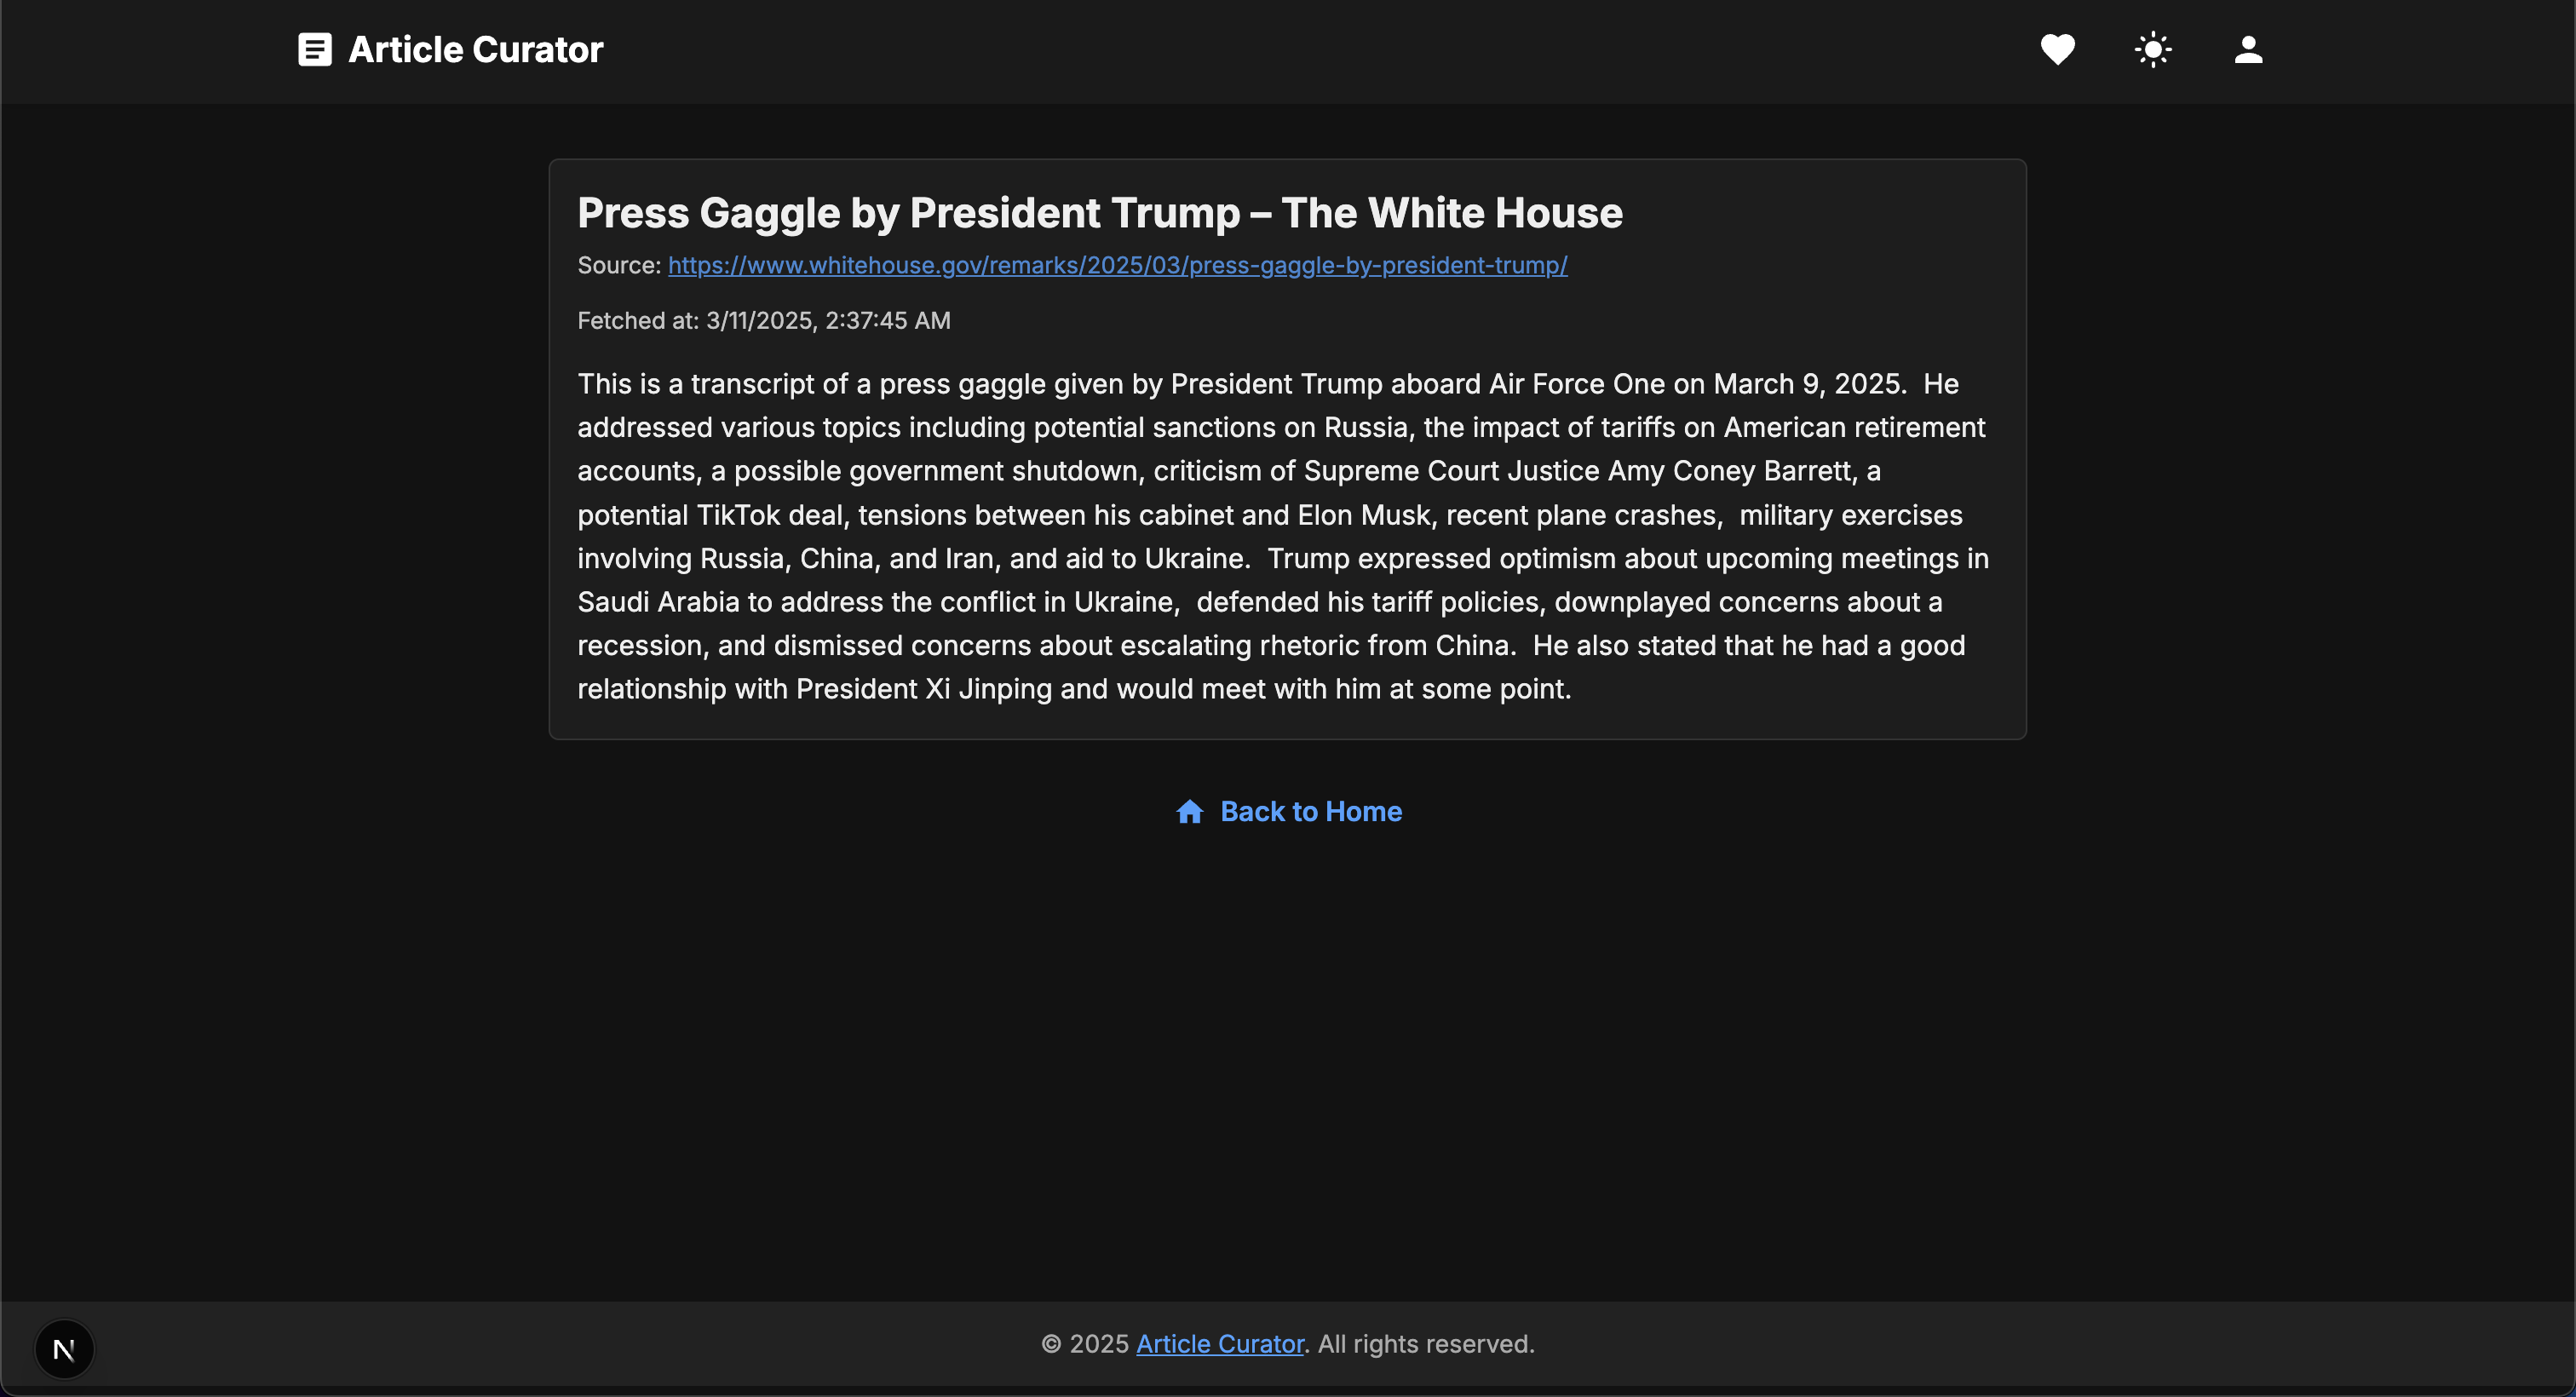 Article Curator
Press Gaggle by President Trump – The White House
Source: https://www.whitehouse.gov/remarks/2025/03/press-gaggle-by-president-trump/
Fetched at: 3/11/2025, 2:37:45 AM
This is a transcript of a press gaggle given by President Trump aboard Air Force One on March 9, 2025.  He
addressed various topics including potential sanctions on Russia, the impact of tariffs on American retirement
accounts, a possible government shutdown, criticism of Supreme Court Justice Amy Coney Barrett, a
potential TikTok deal, tensions between his cabinet and Elon Musk, recent plane crashes,  military exercises
involving Russia, China, and Iran, and aid to Ukraine.  Trump expressed optimism about upcoming meetings in
Saudi Arabia to address the conflict in Ukraine,  defended his tariff policies, downplayed concerns about a
recession, and dismissed concerns about escalating rhetoric from China.  He also stated that he had a good
relationship with President Xi Jinping and would meet with him at some point.
Back to Home
© 2025 Article Curator. All rights reserved.
N